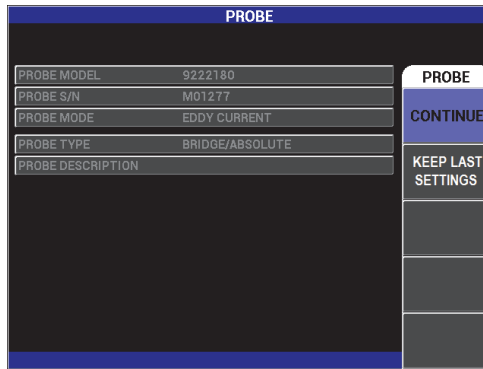 PROBE
PROBE MODEL 9222180
PROBE S/N M01277
PROBE MODE EDDY CURRENT
PROBE TYPE BRIDGE/ABSOLUTE
PROBE DESCRIPTION
PROBE
CONTINUE
KEEP LAST
SETTINGS